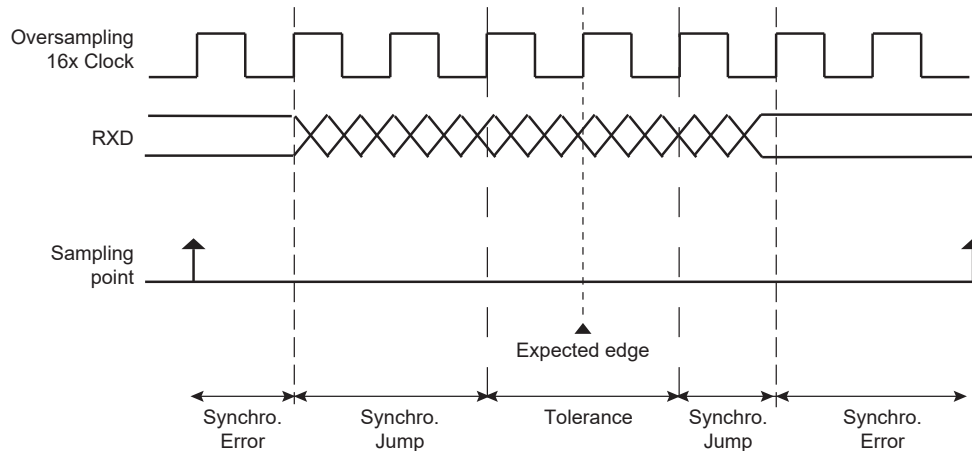 Oversampling
16x Clock
RXD
Sampling
point
Expected edge
Synchro.
Error
Synchro.
Jump
Tolerance
Synchro.
Jump
Synchro.
Error